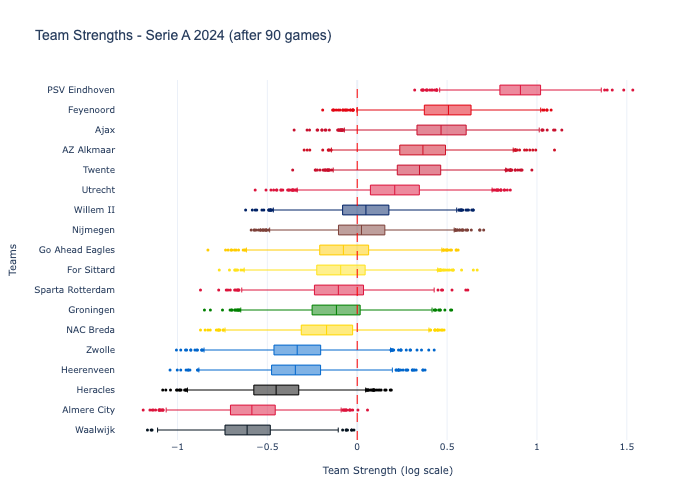 Team Strengths - Serie A 2024 (after 90 games)
PSV Eindhoven
Feyenoord
Ajax
AZ Alkmaar
Twente
Utrecht
Willem II
Nijmegen
Go Ahead Eagles
For Sittard
Sparta Rotterdam
Groningen
NAC Breda
Zwolle
Heerenveen
Heracles
Almere City
Waalwijk
Teams
−1 −0.5 0 0.5 1 1.5
Team Strength (log scale)